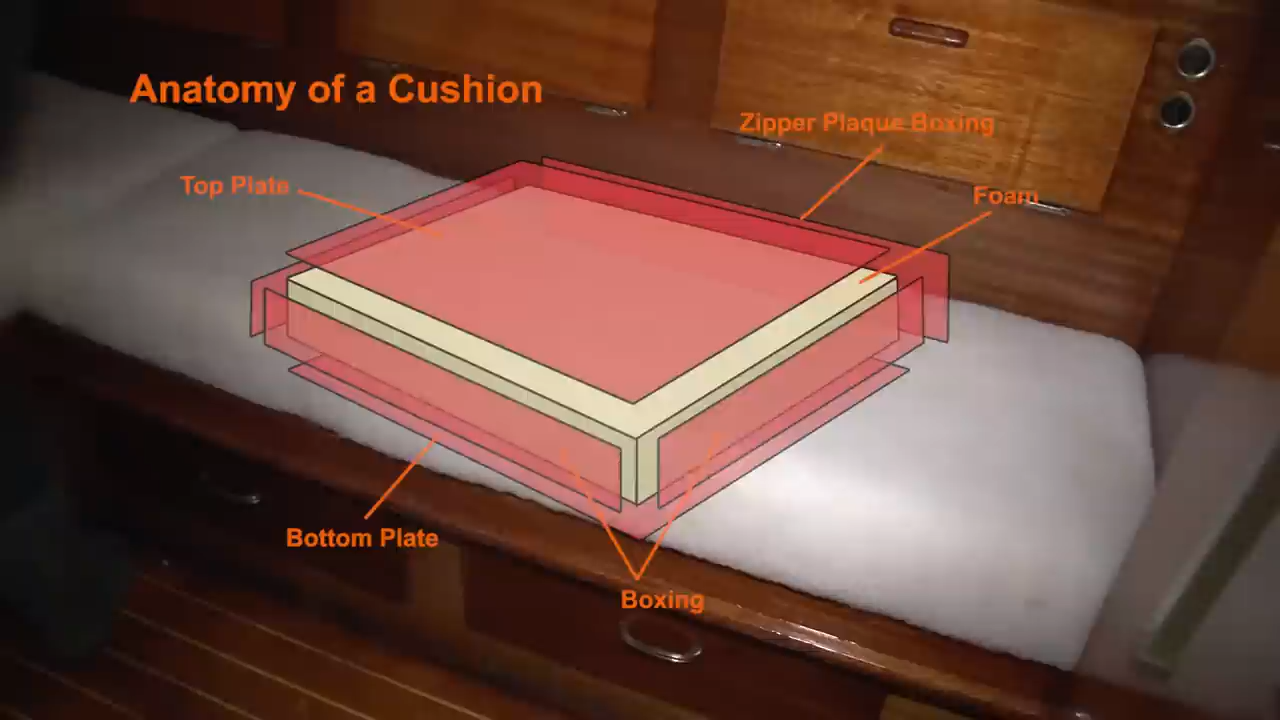 Anatomy of a Cushion
Zipper Plaque Boxing
Top Plate
Foam
Bottom Plate
Boxing